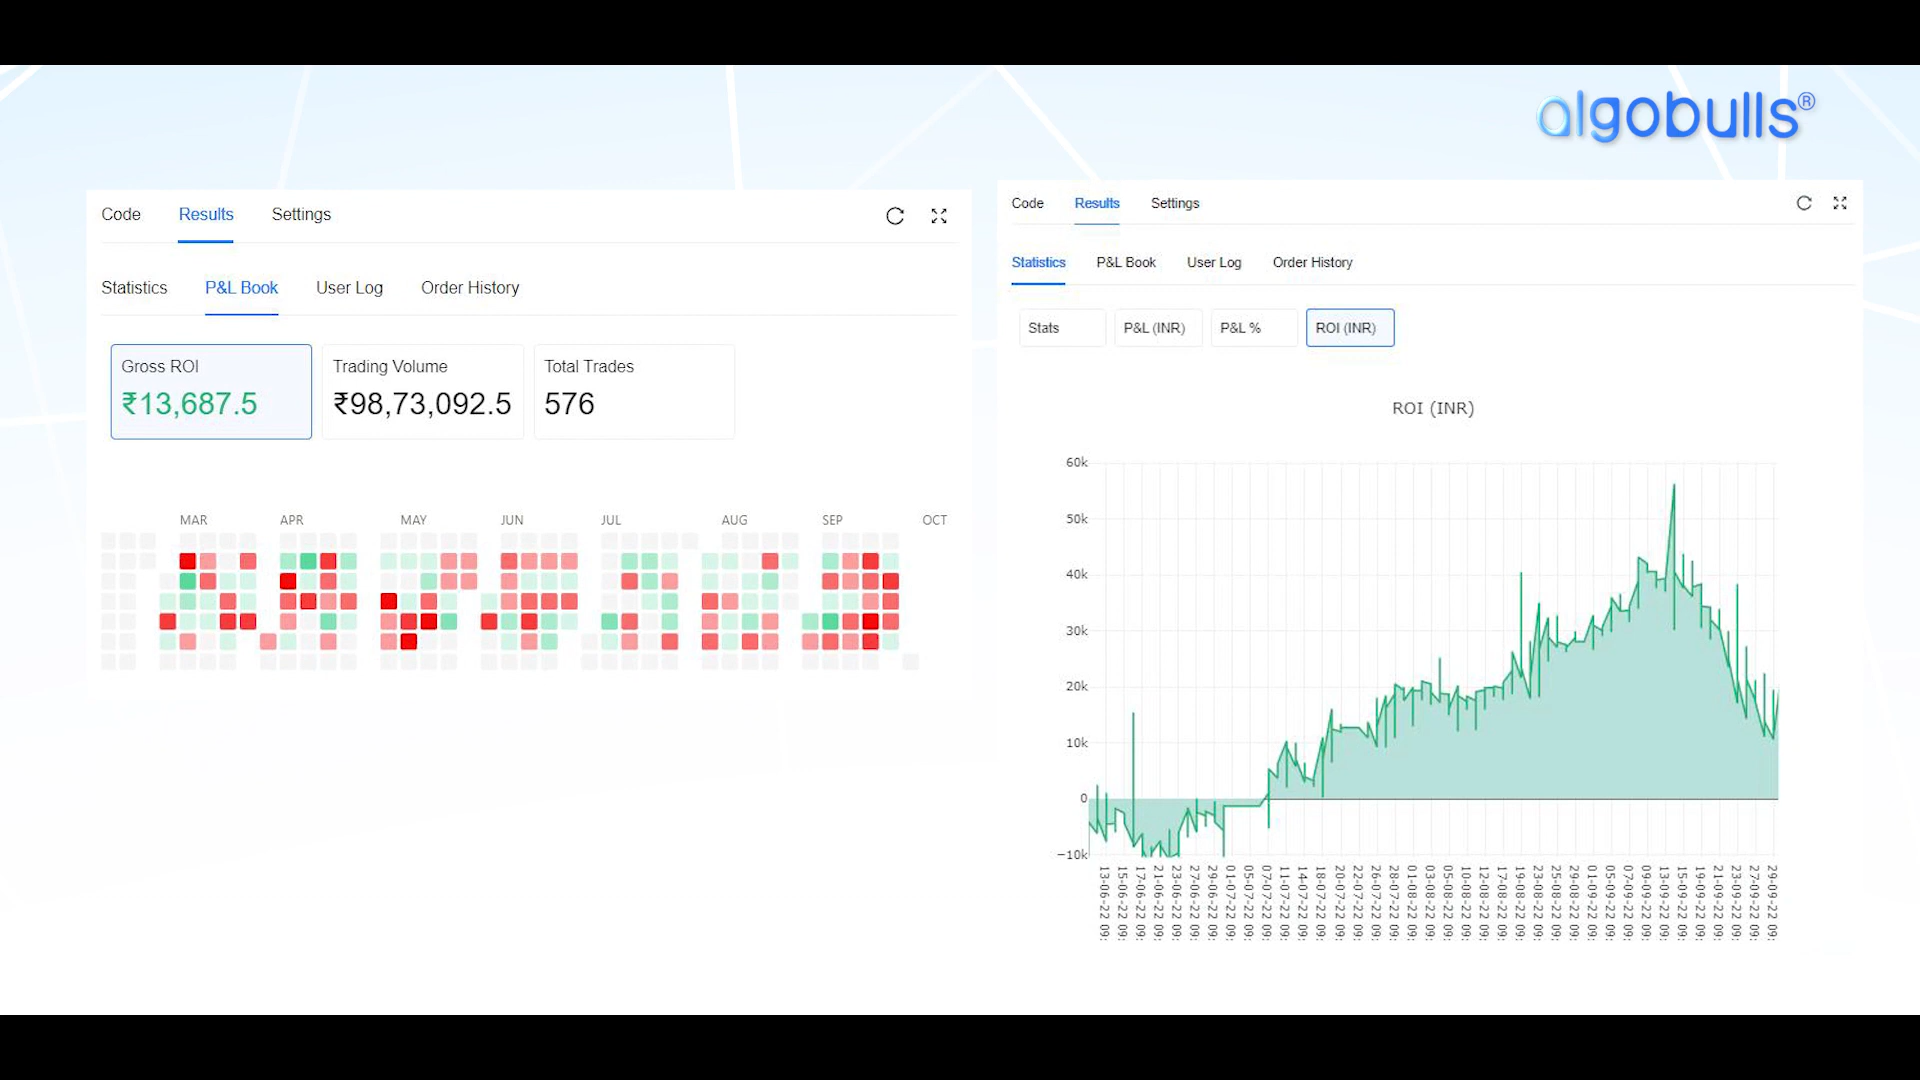 algobulls®
Code Results Settings
Statistics P&L Book User Log Order History
Gross ROI
₹13,687.5
Trading Volume
₹98,73,092.5
Total Trades
576
MAR APR MAY JUN JUL AUG SEP OCT
Code Results Settings
Statistics P&L Book User Log Order History
Stats P&L (INR) P&L % ROI (INR)
ROI (INR)
60k
50k
40k
30k
20k
10k
0
−10k
13-06-22 09:
15-06-22 09:
17-06-22 09:
21-06-22 09:
23-06-22 09:
27-06-22 09:
29-06-22 09:
01-07-22 09:
05-07-22 09:
07-07-22 09:
11-07-22 09:
14-07-22 09:
18-07-22 09:
20-07-22 09:
22-07-22 09:
26-07-22 09:
28-07-22 09:
01-08-22 09:
03-08-22 09:
05-08-22 09:
10-08-22 09:
12-08-22 09:
17-08-22 09:
19-08-22 09:
23-08-22 09:
25-08-22 09:
29-08-22 09:
01-09-22 09:
05-09-22 09:
07-09-22 09:
09-09-22 09:
13-09-22 09:
15-09-22 09:
19-09-22 09:
21-09-22 09:
23-09-22 09:
27-09-22 09:
29-09-22 09: